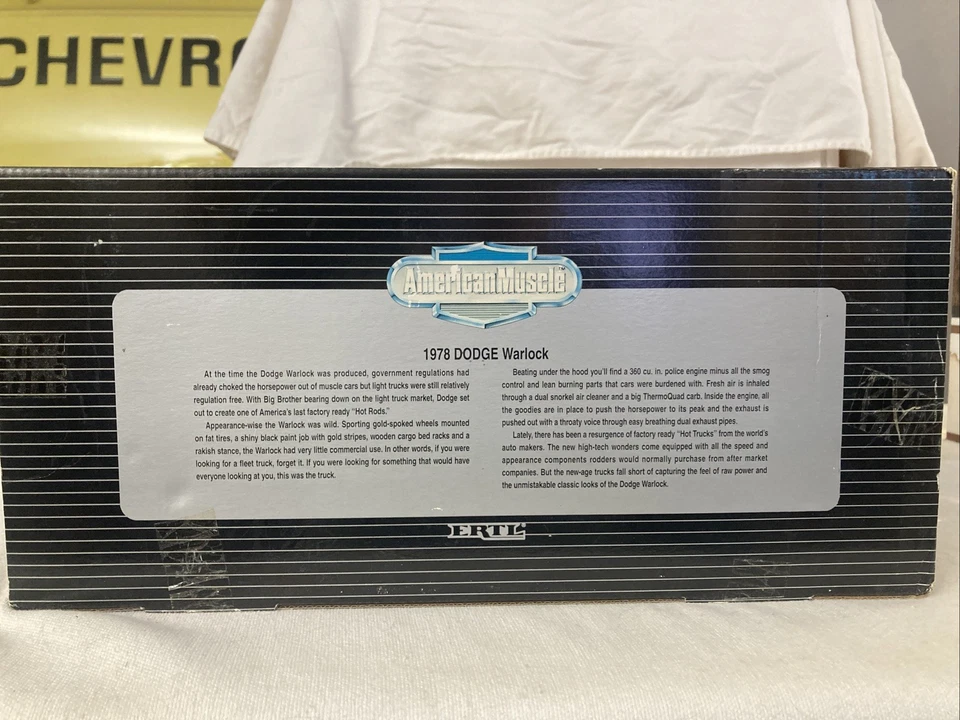 CHEVRO
AmericanMuscle™
1978 DODGE Warlock
At the time the Dodge Warlock was produced, government regulations had
already choked the horsepower out of muscle cars but light trucks were still relatively
regulation free. With Big Brother bearing down on the light truck market, Dodge set
out to create one of America's last factory ready "Hot Rods."
Appearance-wise the Warlock was wild. Sporting gold-spoked wheels mounted
on fat tires, a shiny black paint job with gold stripes, wooden cargo bed racks and a
rakish stance, the Warlock had very little commercial use. In other words, if you were
looking for a fleet truck, forget it. If you were looking for something that would have
everyone looking at you, this was the truck.
Beating under the hood you'll find a 360 cu. in. police engine minus all the smog
control and lean burning parts that cars were burdened with. Fresh air is inhaled
through a dual snorkel air cleaner and a big ThermoQuad carb. Inside the engine, all
the goodies are in place to push the horsepower to its peak and the exhaust is
pushed out with a throaty voice through easy breathing dual exhaust pipes.
Lately, there has been a resurgence of factory ready "Hot Trucks" from the world's
auto makers. The new high-tech wonders come equipped with all the speed and
appearance components rodders would normally purchase from after market
companies. But the new-age trucks fall short of capturing the feel of raw power and
the unmistakable classic looks of the Dodge Warlock.
ERTL